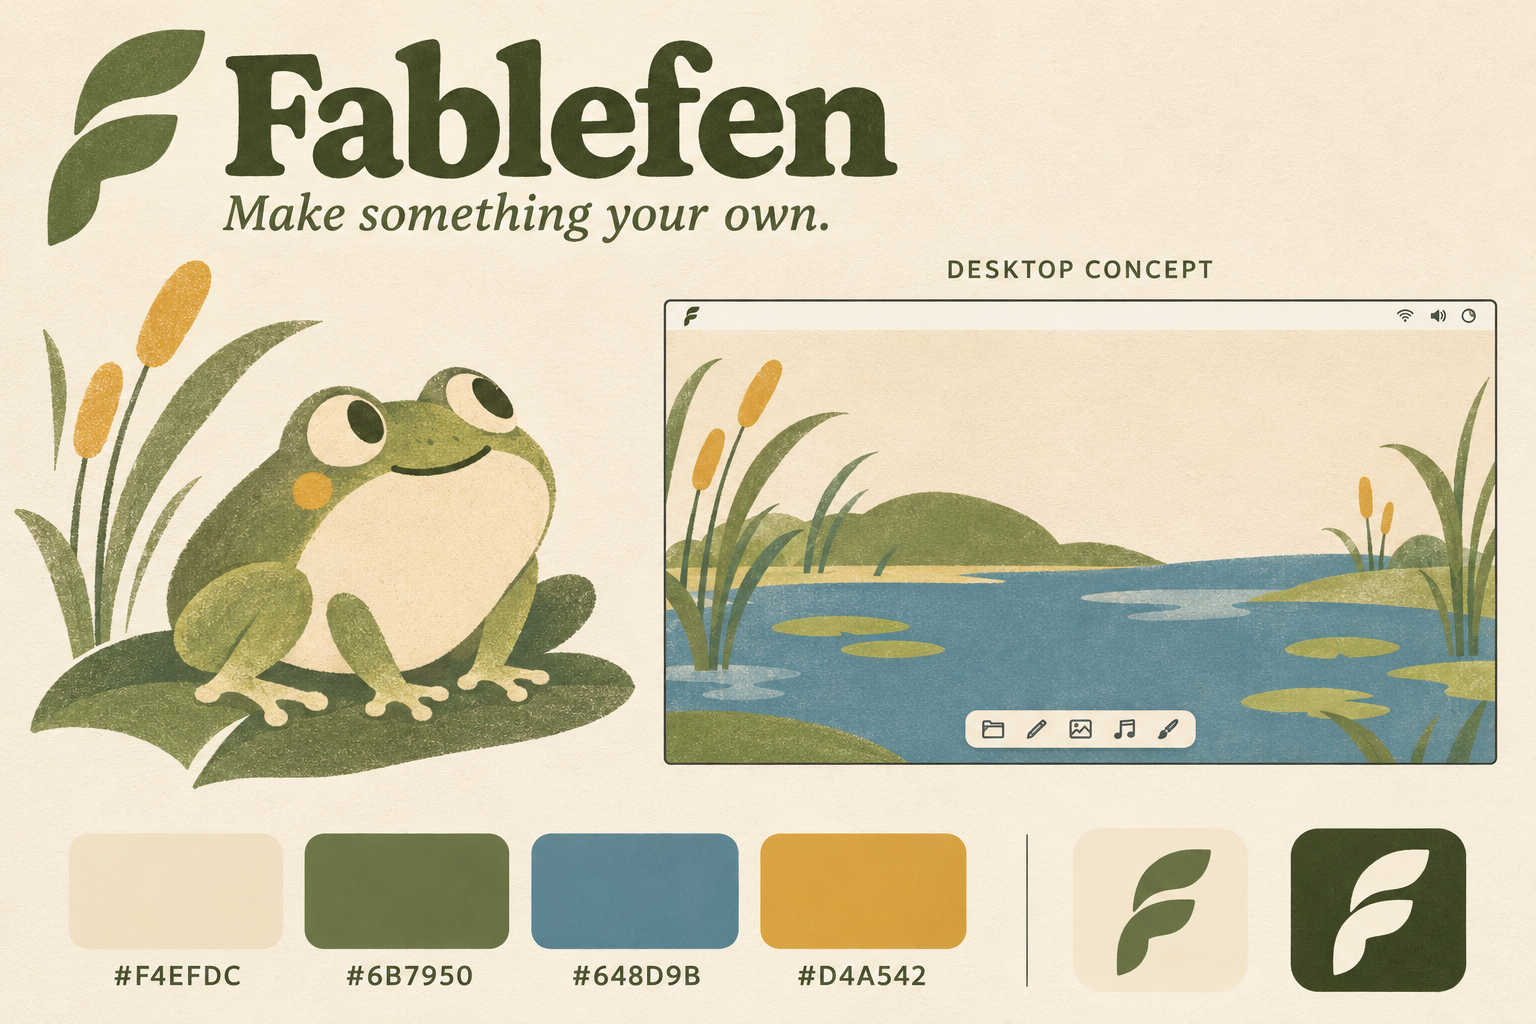 Fablefen
Make something your own.
DESKTOP CONCEPT
#F4EFDC
#6B7950
#648D9B
#D4A542